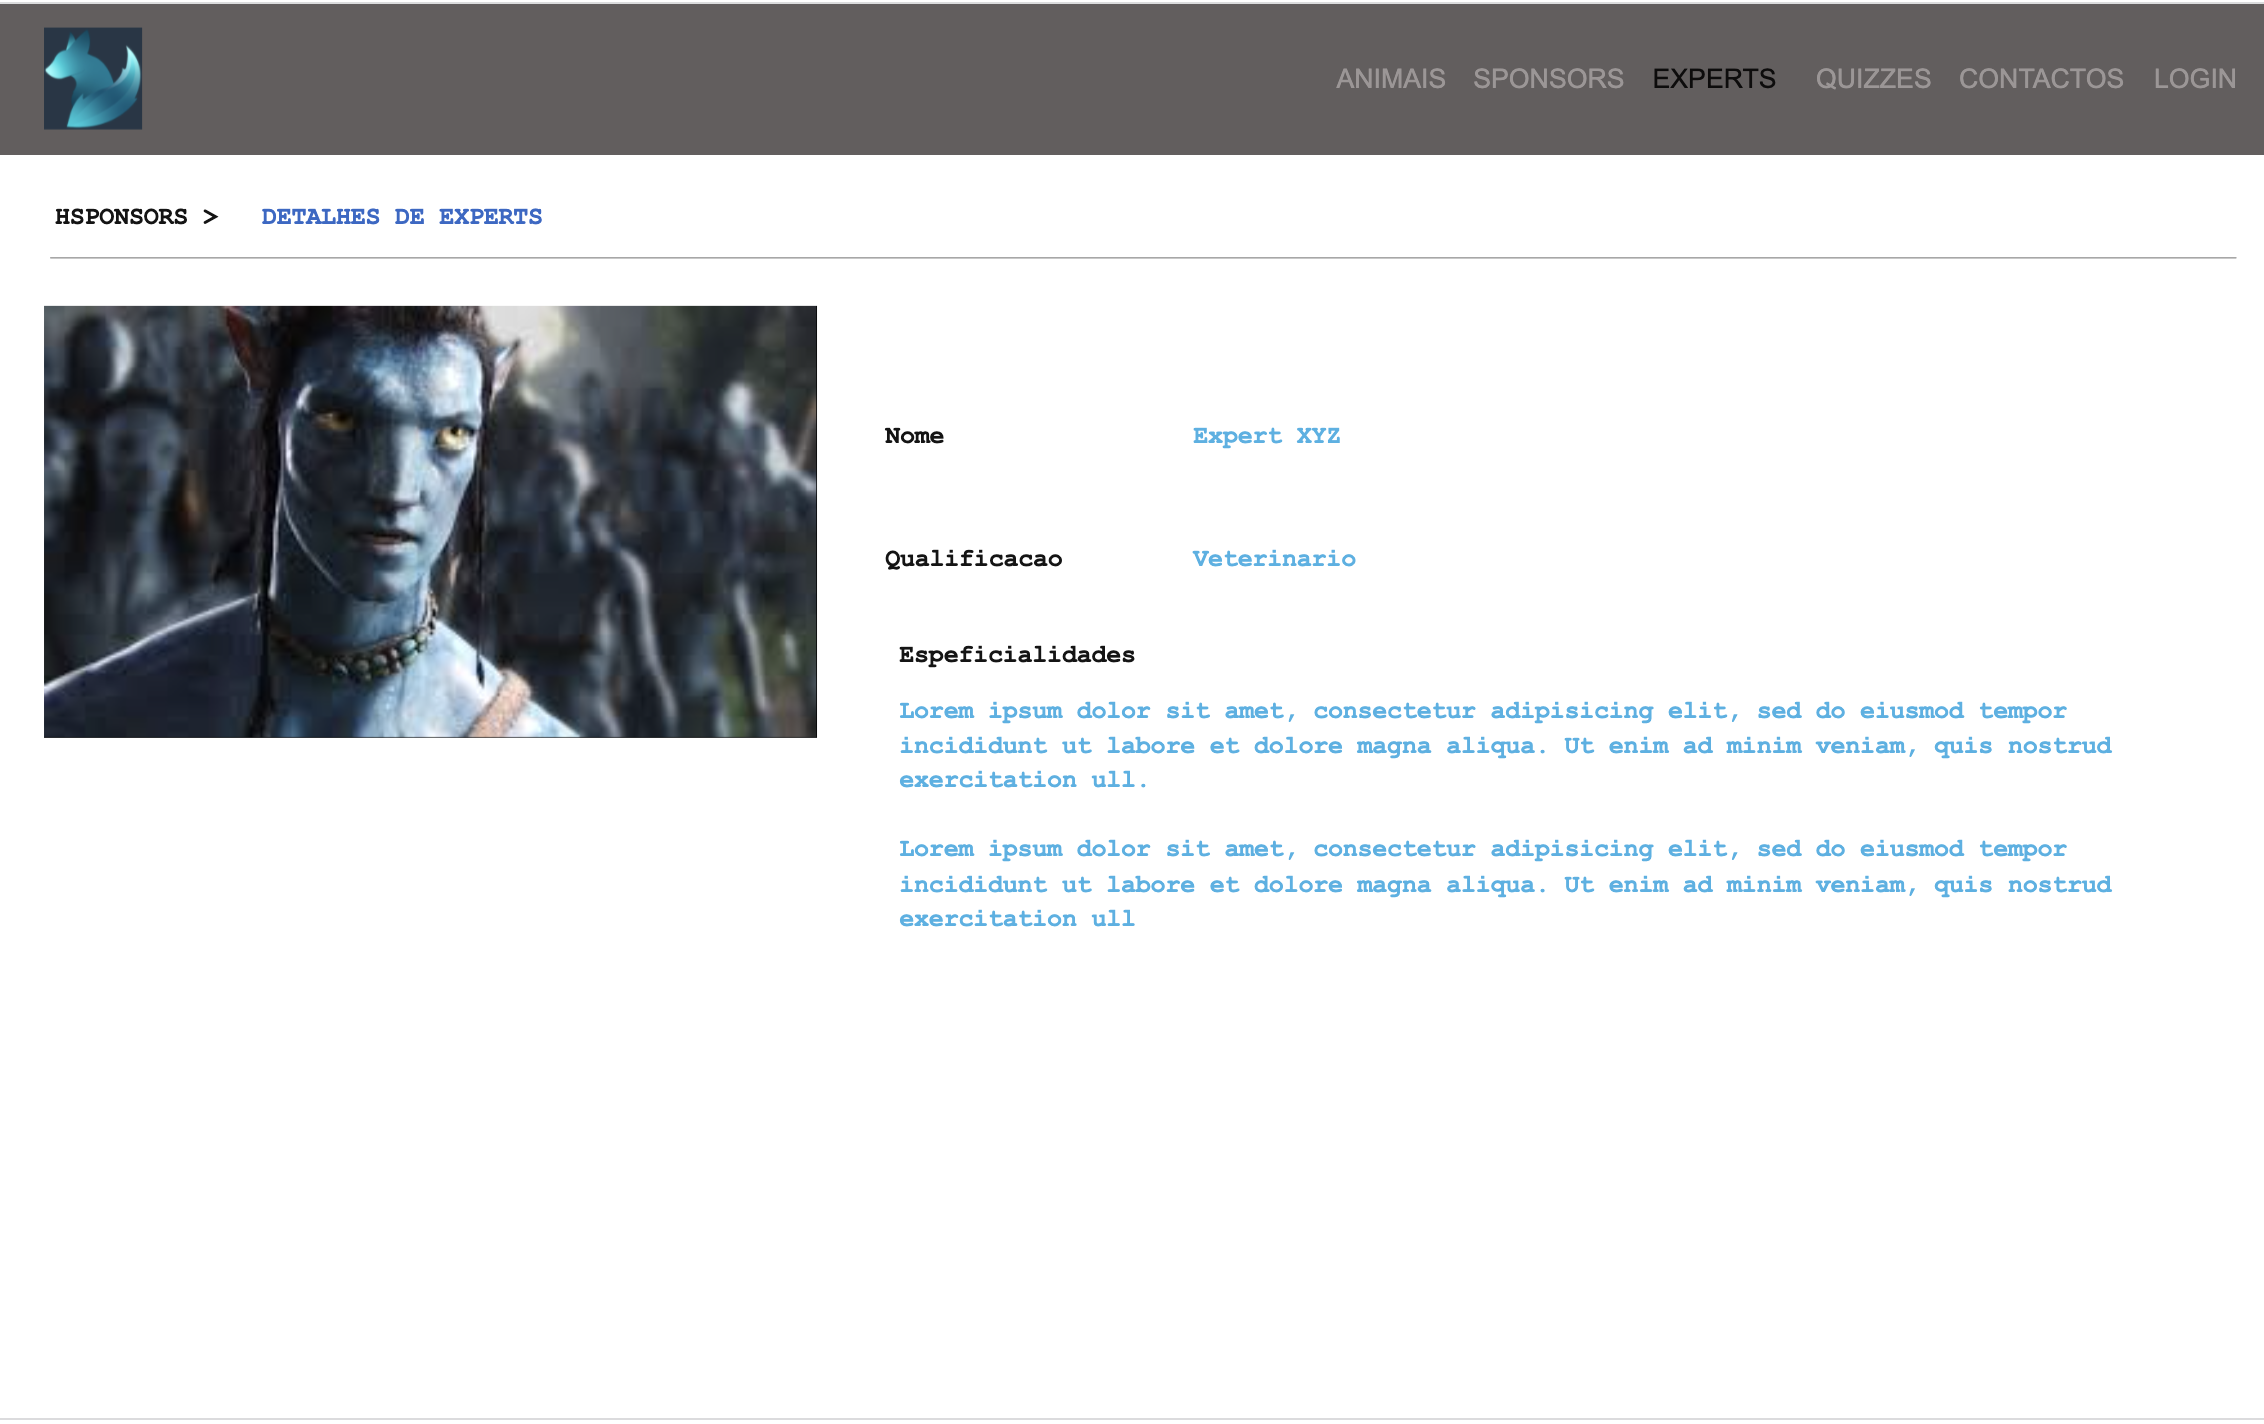 ANIMAIS SPONSORS EXPERTS QUIZZES CONTACTOS LOGIN
HSPONSORS > DETALHES DE EXPERTS
Nome Expert XYZ
Qualificacao Veterinario
Espeficialidades
Lorem ipsum dolor sit amet, consectetur adipisicing elit, sed do eiusmod tempor
incididunt ut labore et dolore magna aliqua. Ut enim ad minim veniam, quis nostrud
exercitation ull.
Lorem ipsum dolor sit amet, consectetur adipisicing elit, sed do eiusmod tempor
incididunt ut labore et dolore magna aliqua. Ut enim ad minim veniam, quis nostrud
exercitation ull